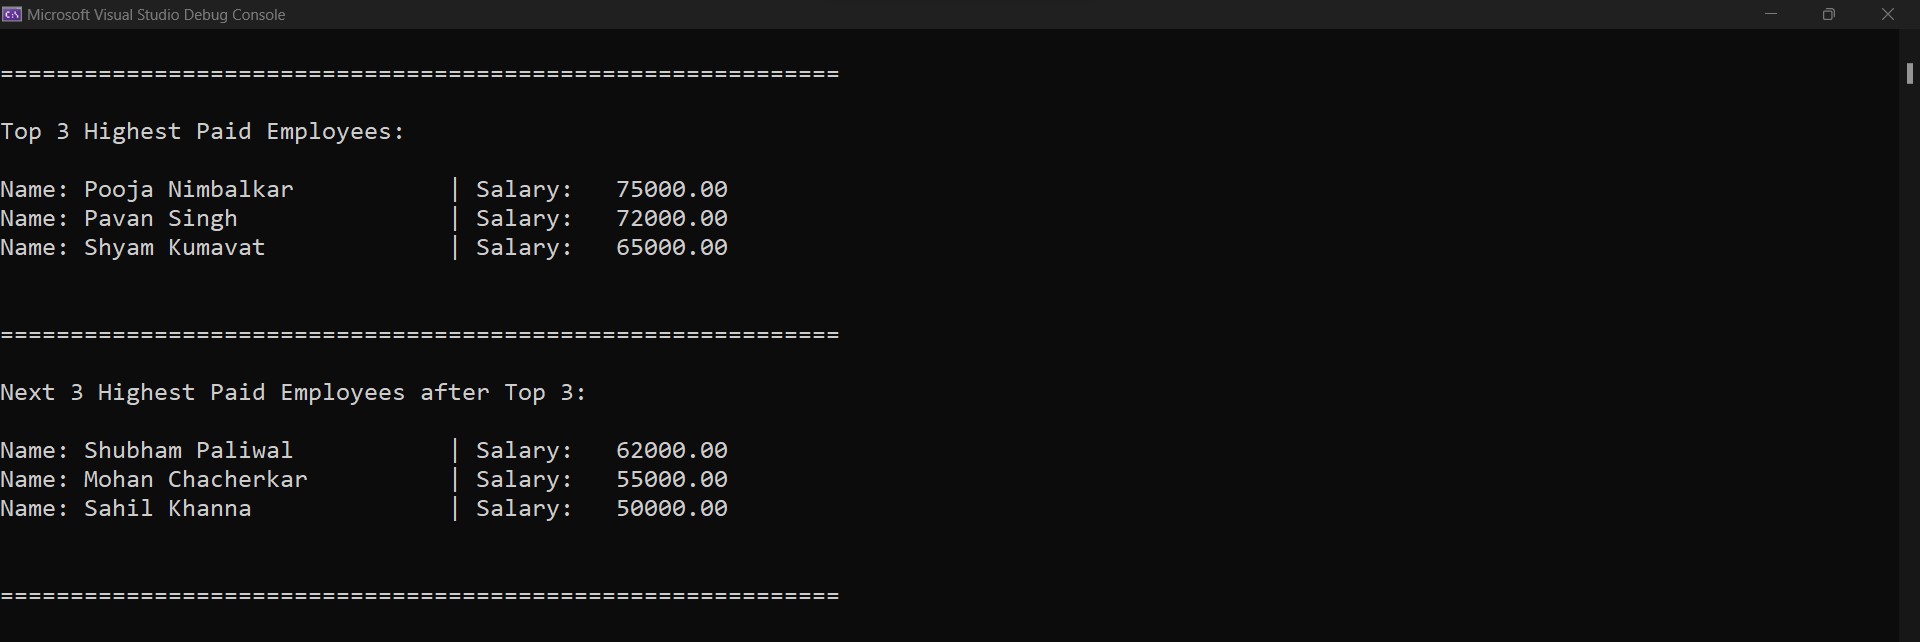 Microsoft Visual Studio Debug Console
============================================================
Top 3 Highest Paid Employees:
Name: Pooja Nimbalkar           | Salary:   75000.00
Name: Pavan Singh               | Salary:   72000.00
Name: Shyam Kumavat             | Salary:   65000.00
============================================================
Next 3 Highest Paid Employees after Top 3:
Name: Shubham Paliwal           | Salary:   62000.00
Name: Mohan Chacherkar          | Salary:   55000.00
Name: Sahil Khanna              | Salary:   50000.00
============================================================